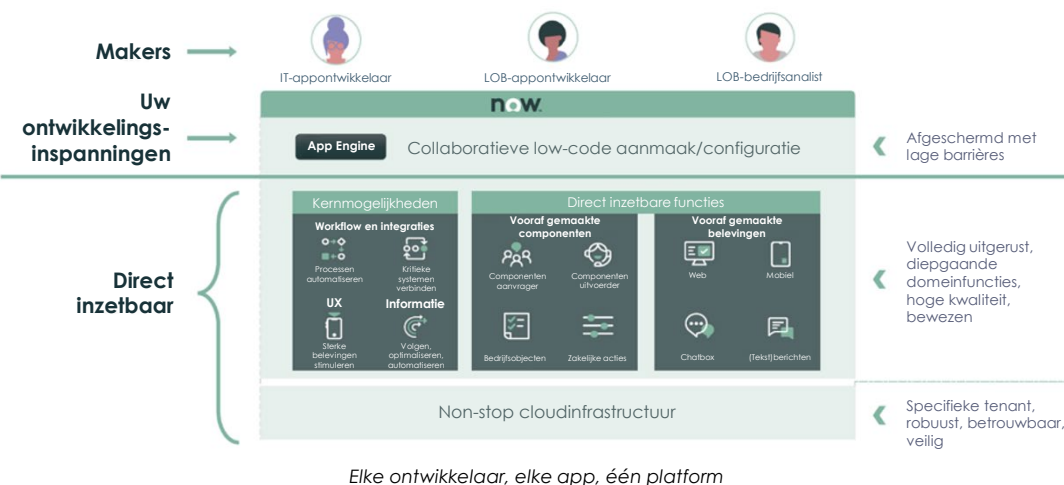 Makers
IT-appontwikkelaar
LOB-appontwikkelaar
LOB-bedrijfsanalist
Uw
ontwikkelings-
inspanningen
now.
App Engine
Collaboratieve low-code aanmaak/configuratie
Afgeschermd met
lage barrières
Direct
inzetbaar
Kernmogelijkheden
Workflow en integraties
Processen
automatiseren
Kritieke
systemen
verbinden
UX
Sterke
belevingen
stimuleren
Informatie
Volgen,
optimaliseren,
automatiseren
Direct inzetbare functies
Vooraf gemaakte
componenten
Componenten
aanvrager
Componenten
uitvoerder
Bedrijfsobjecten
Zakelijke acties
Vooraf gemaakte
belevingen
Web
Mobiel
Chatbox
(Tekst)berichten
Volledig uitgerust,
diepgaande
domeinfuncties,
hoge kwaliteit,
bewezen
Non-stop cloudinfrastructuur
Specifieke tenant,
robuust, betrouwbaar,
veilig
Elke ontwikkelaar, elke app, één platform